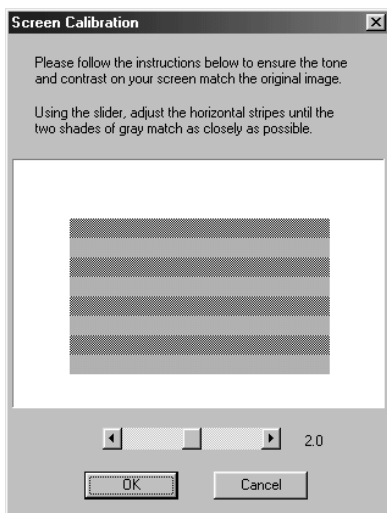 Screen Calibration
Please follow the instructions below to ensure the tone
and contrast on your screen match the original image.
Using the slider, adjust the horizontal stripes until the
two shades of gray match as closely as possible.
2.0
OK
Cancel